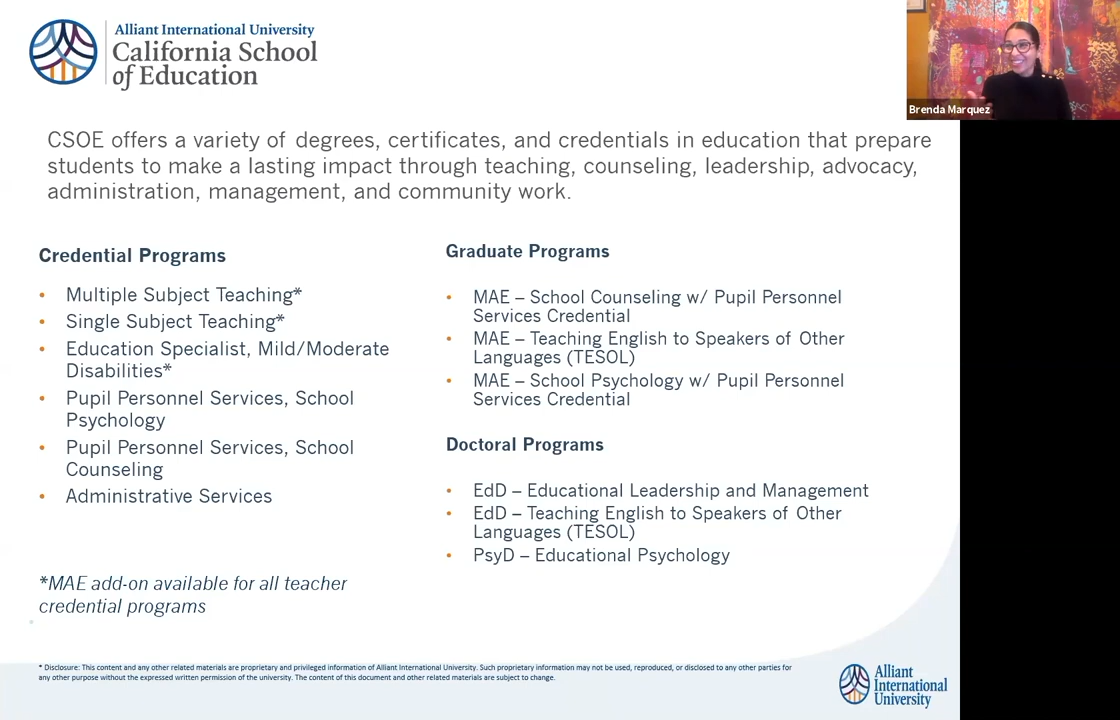 Alliant International University
California School
of Education
Brenda Marquez
CSOE offers a variety of degrees, certificates, and credentials in education that prepare
students to make a lasting impact through teaching, counseling, leadership, advocacy,
administration, management, and community work.
Credential Programs
• Multiple Subject Teaching*
• Single Subject Teaching*
• Education Specialist, Mild/Moderate
Disabilities*
• Pupil Personnel Services, School
Psychology
• Pupil Personnel Services, School
Counseling
• Administrative Services
*MAE add-on available for all teacher
credential programs
Graduate Programs
• MAE – School Counseling w/ Pupil Personnel
Services Credential
• MAE – Teaching English to Speakers of Other
Languages (TESOL)
• MAE – School Psychology w/ Pupil Personnel
Services Credential
Doctoral Programs
• EdD – Educational Leadership and Management
• EdD – Teaching English to Speakers of Other
Languages (TESOL)
• PsyD – Educational Psychology
* Disclosure: This content and any other related materials are proprietary and privileged information of Alliant International University. Such proprietary information may not be used, reproduced, or disclosed to any other parties for
any other purpose without the expressed written permission of the university. The content of this document and other related materials are subject to change.
Alliant
International
University